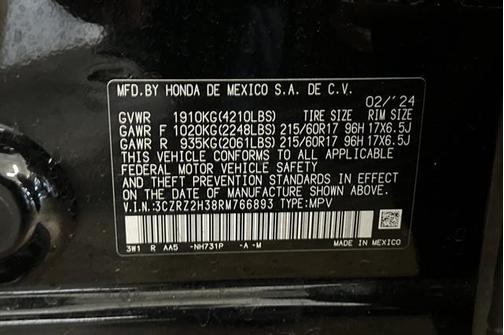 MFD.BY HONDA DE MEXICO S.A. DE C.V.
02/'24
GVWR 1910KG(4210LBS) TIRE SIZE RIM SIZE
GAWR F 1020KG(2248LBS) 215/60R17 96H 17X6.5J
GAWR R 935KG(2061LBS) 215/60R17 96H 17X6.5J
THIS VEHICLE CONFORMS TO ALL APPLICABLE
FEDERAL MOTOR VEHICLE SAFETY, BUMPER,
AND THEFT PREVENTION STANDARDS IN EFFECT
ON THE DATE OF MANUFACTURE SHOWN ABOVE.
V.I.N.:3CZRZ2H38RM766893 TYPE:MPV
3W1 R AA5 -NH731P -A -M MADE IN MEXICO